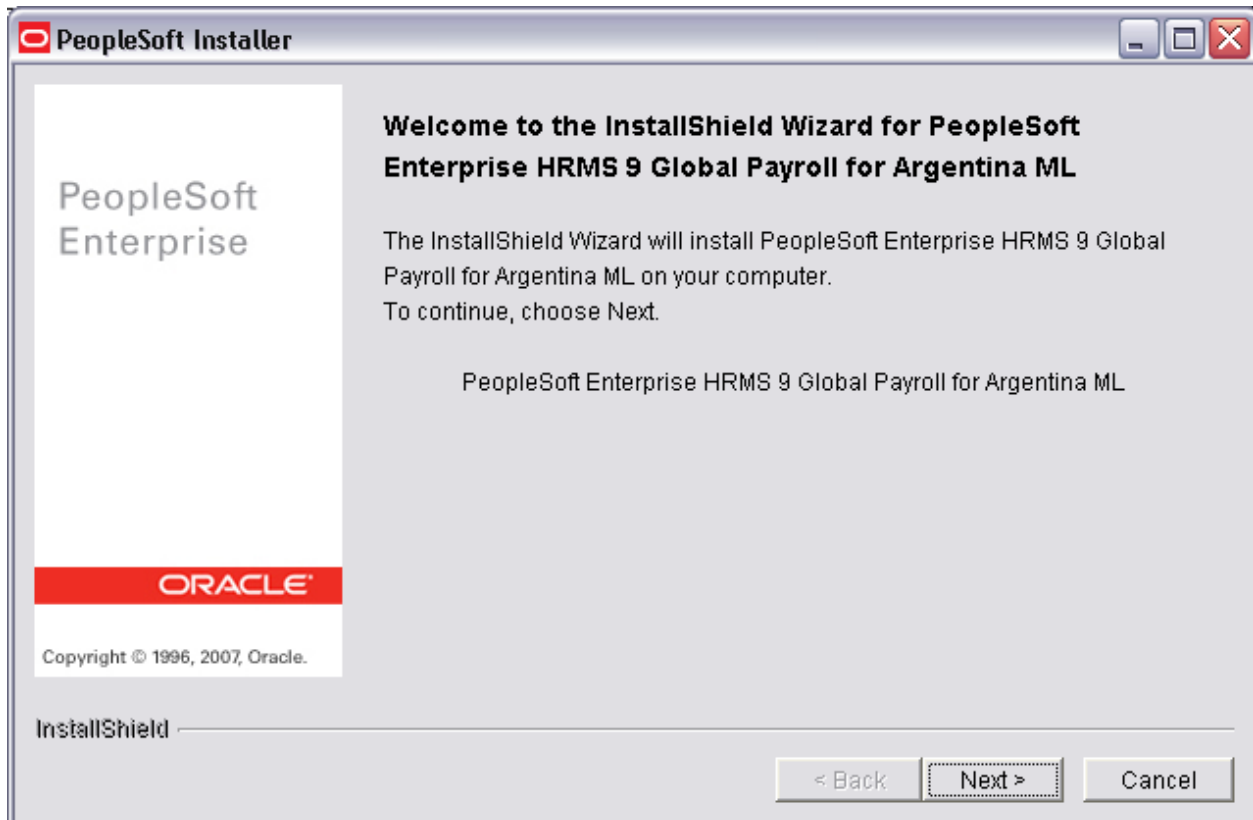 PeopleSoft Installer
PeopleSoft
Enterprise
ORACLE®
Copyright © 1996, 2007, Oracle.
Welcome to the InstallShield Wizard for PeopleSoft
Enterprise HRMS 9 Global Payroll for Argentina ML
The InstallShield Wizard will install PeopleSoft Enterprise HRMS 9 Global
Payroll for Argentina ML on your computer.
To continue, choose Next.
PeopleSoft Enterprise HRMS 9 Global Payroll for Argentina ML
InstallShield
< Back
Next >
Cancel